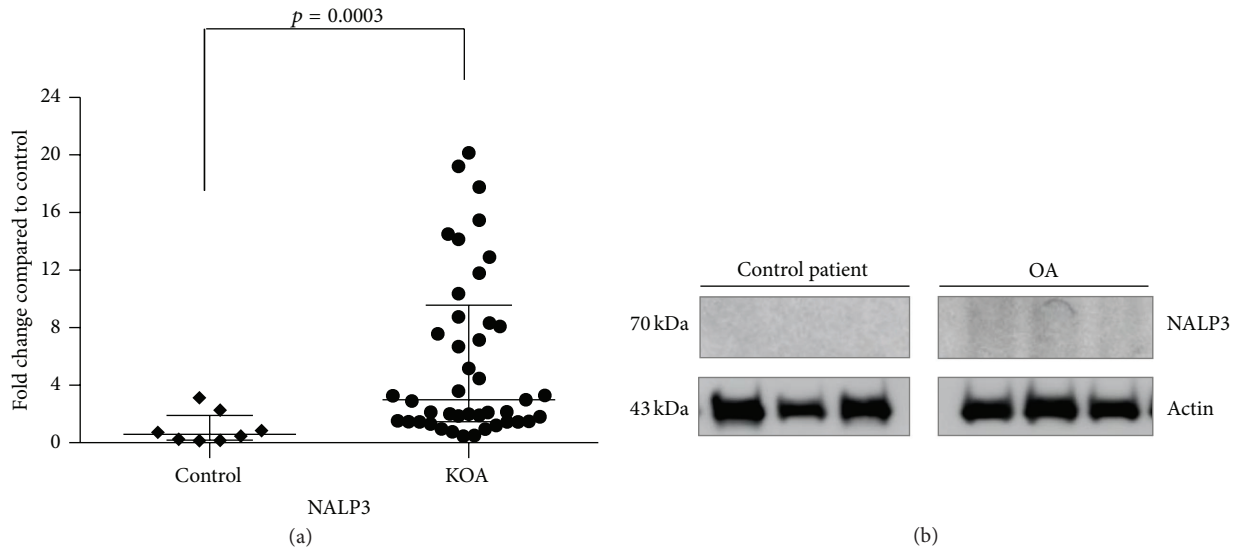 p = 0.0003
Fold change compared to control
24
20
16
12
8
4
0
Control
KOA
NALP3
(a)
Control patient
OA
70 kDa
NALP3
43 kDa
Actin
(b)